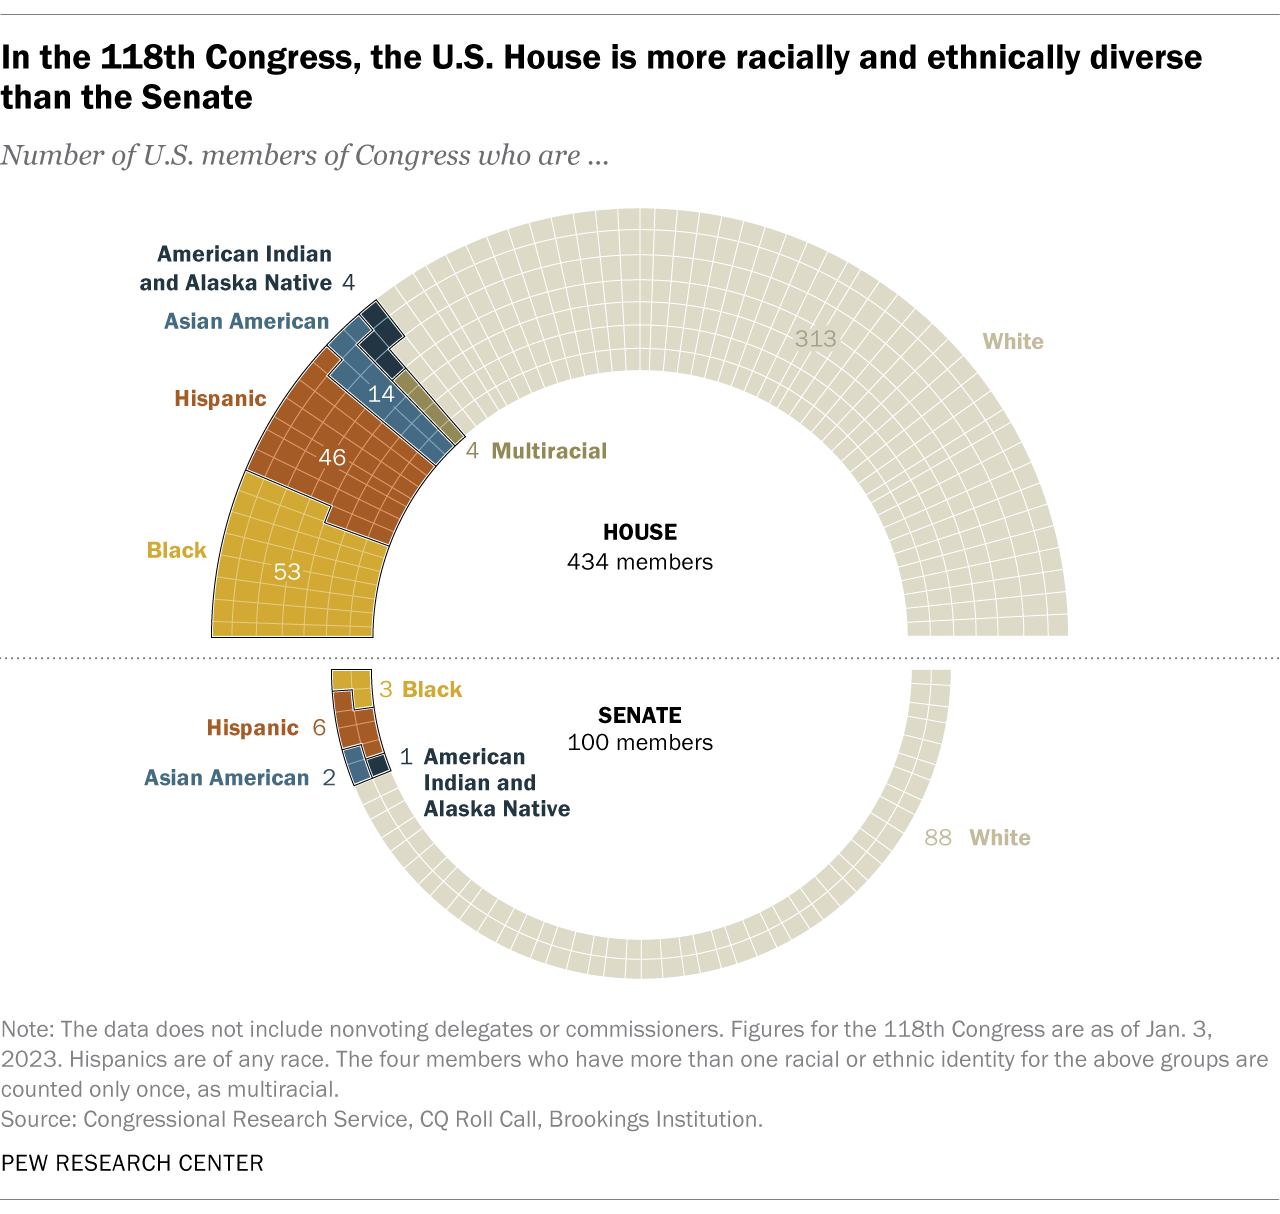 In the 118th Congress, the U.S. House is more racially and ethnically diverse
than the Senate
Number of U.S. members of Congress who are ...
American Indian
and Alaska Native 4
Asian American
14
Hispanic
46
Black
53
4 Multiracial
313
White
HOUSE
434 members
3 Black
Hispanic 6
Asian American 2
1 American
Indian and
Alaska Native
SENATE
100 members
88 White
Note: The data does not include nonvoting delegates or commissioners. Figures for the 118th Congress are as of Jan. 3,
2023. Hispanics are of any race. The four members who have more than one racial or ethnic identity for the above groups are
counted only once, as multiracial.
Source: Congressional Research Service, CQ Roll Call, Brookings Institution.
PEW RESEARCH CENTER